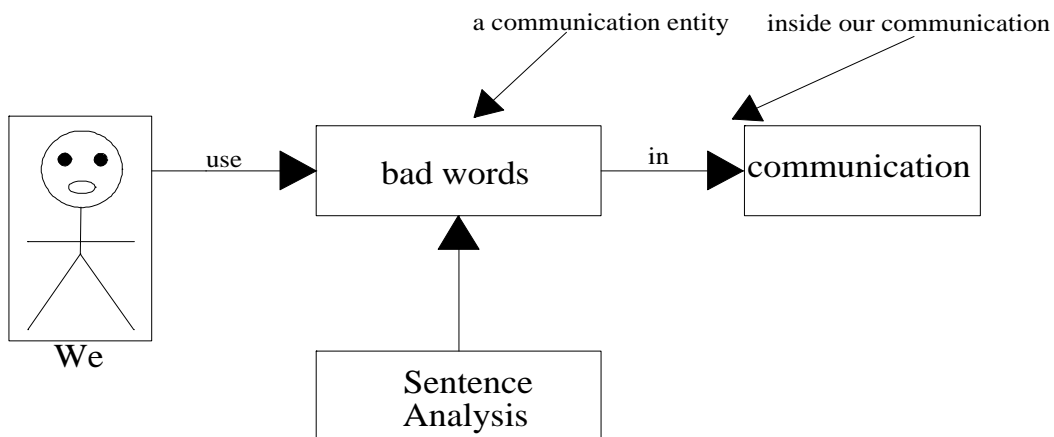 a communication entity
inside our communication
use
bad words
in
communication
We
Sentence
Analysis